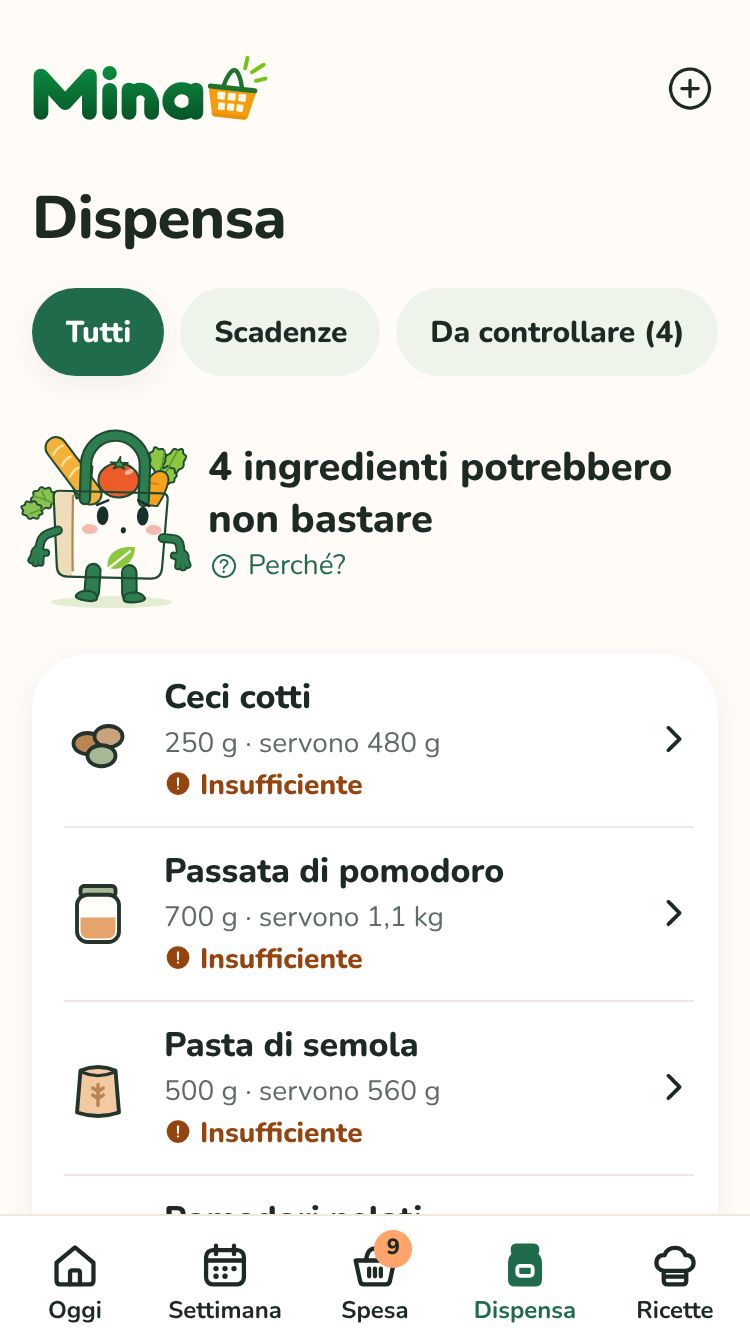 Mina
Dispensa
Tutti
Scadenze
Da controllare (4)
4 ingredienti potrebbero
non bastare
Perché?
Ceci cotti
250 g · servono 480 g
Insufficiente
Passata di pomodoro
700 g · servono 1,1 kg
Insufficiente
Pasta di semola
500 g · servono 560 g
Insufficiente
Pomodori pelati
9
Oggi
Settimana
Spesa
Dispensa
Ricette